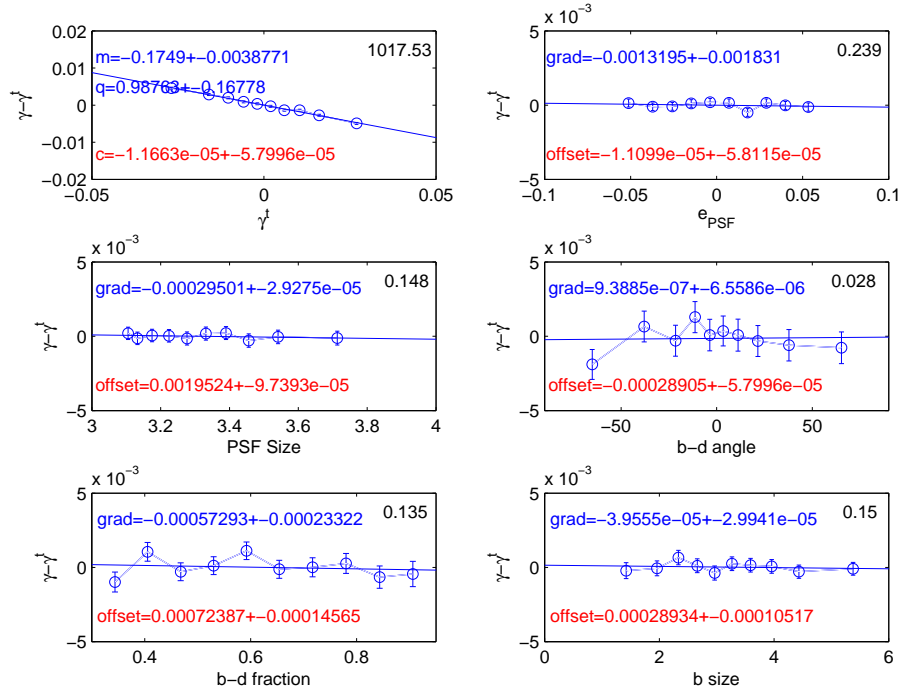 0.02
0.01
0
−0.01
−0.02
−0.05
0
0.05
γ−γᵗ
γᵗ
m=−0.1749+−0.0038771
1017.53
q=0.98763+−0.16778
c=−1.1663e−05+−5.7996e−05
x 10⁻³
5
0
−5
−0.1
−0.05
0
0.05
0.1
γ−γᵗ
e_PSF
grad=−0.0013195+−0.001831
0.239
offset=−1.1099e−05+−5.8115e−05
x 10⁻³
5
0
−5
3
3.2
3.4
3.6
3.8
4
γ−γᵗ
PSF Size
grad=−0.00029501+−2.9275e−05
0.148
offset=0.0019524+−9.7393e−05
x 10⁻³
5
0
−5
−50
0
50
γ−γᵗ
b−d angle
grad=9.3885e−07+−6.5586e−06
0.028
offset=−0.00028905+−5.7996e−05
x 10⁻³
5
0
−5
0.4
0.6
0.8
γ−γᵗ
b−d fraction
grad=−0.00057293+−0.00023322
0.135
offset=0.00072387+−0.00014565
x 10⁻³
5
0
−5
0
2
4
6
γ−γᵗ
b size
grad=−3.9555e−05+−2.9941e−05
0.15
offset=0.00028934+−0.00010517